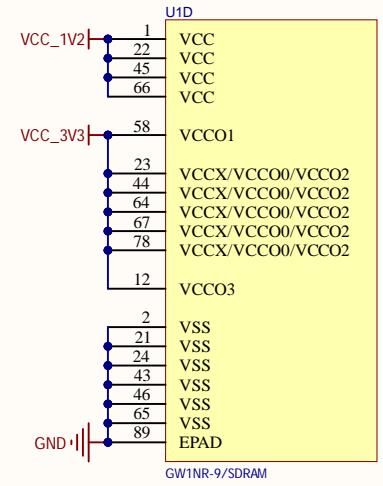 U1D
VCC_1V2 1 VCC
22 VCC
45 VCC
66 VCC
VCC_3V3 58 VCCO1
23 VCCX/VCCO0/VCCO2
44 VCCX/VCCO0/VCCO2
64 VCCX/VCCO0/VCCO2
67 VCCX/VCCO0/VCCO2
78 VCCX/VCCO0/VCCO2
12 VCCO3
2 VSS
21 VSS
24 VSS
43 VSS
46 VSS
65 VSS
GND 89 EPAD
GW1NR-9/SDRAM